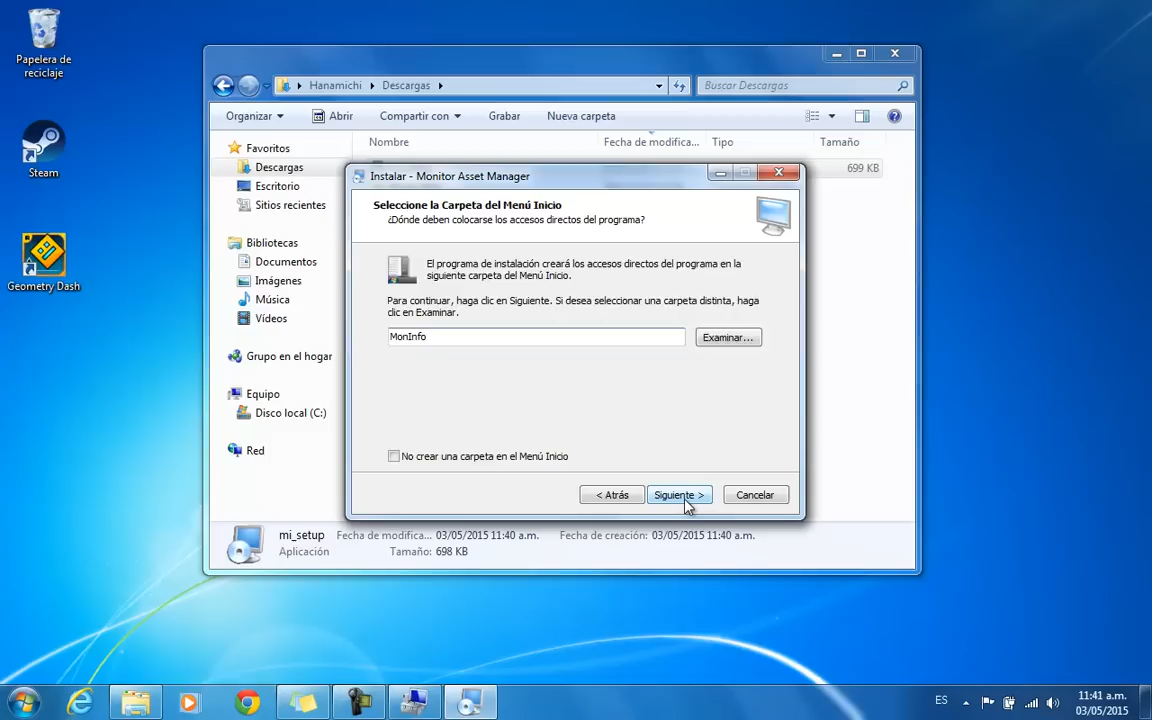 Papelera de
reciclaje
Steam
Geometry Dash
Hanamichi
Descargas
Buscar Descargas
Organizar
Abrir
Compartir con
Grabar
Nueva carpeta
Favoritos
Descargas
Escritorio
Sitios recientes
Bibliotecas
Documentos
Imágenes
Música
Vídeos
Grupo en el hogar
Equipo
Disco local (C:)
Red
Nombre
Fecha de modifica...
Tipo
Tamaño
699 KB
Instalar - Monitor Asset Manager
Seleccione la Carpeta del Menú Inicio
¿Dónde deben colocarse los accesos directos del programa?
El programa de instalación creará los accesos directos del programa en la
siguiente carpeta del Menú Inicio.
Para continuar, haga clic en Siguiente. Si desea seleccionar una carpeta distinta, haga
clic en Examinar.
MonInfo
Examinar...
No crear una carpeta en el Menú Inicio
< Atrás
Siguiente >
Cancelar
mi_setup
Fecha de modifica... 03/05/2015 11:40 a.m.
Fecha de creación: 03/05/2015 11:40 a.m.
Aplicación
Tamaño: 698 KB
ES
11:41 a.m.
03/05/2015